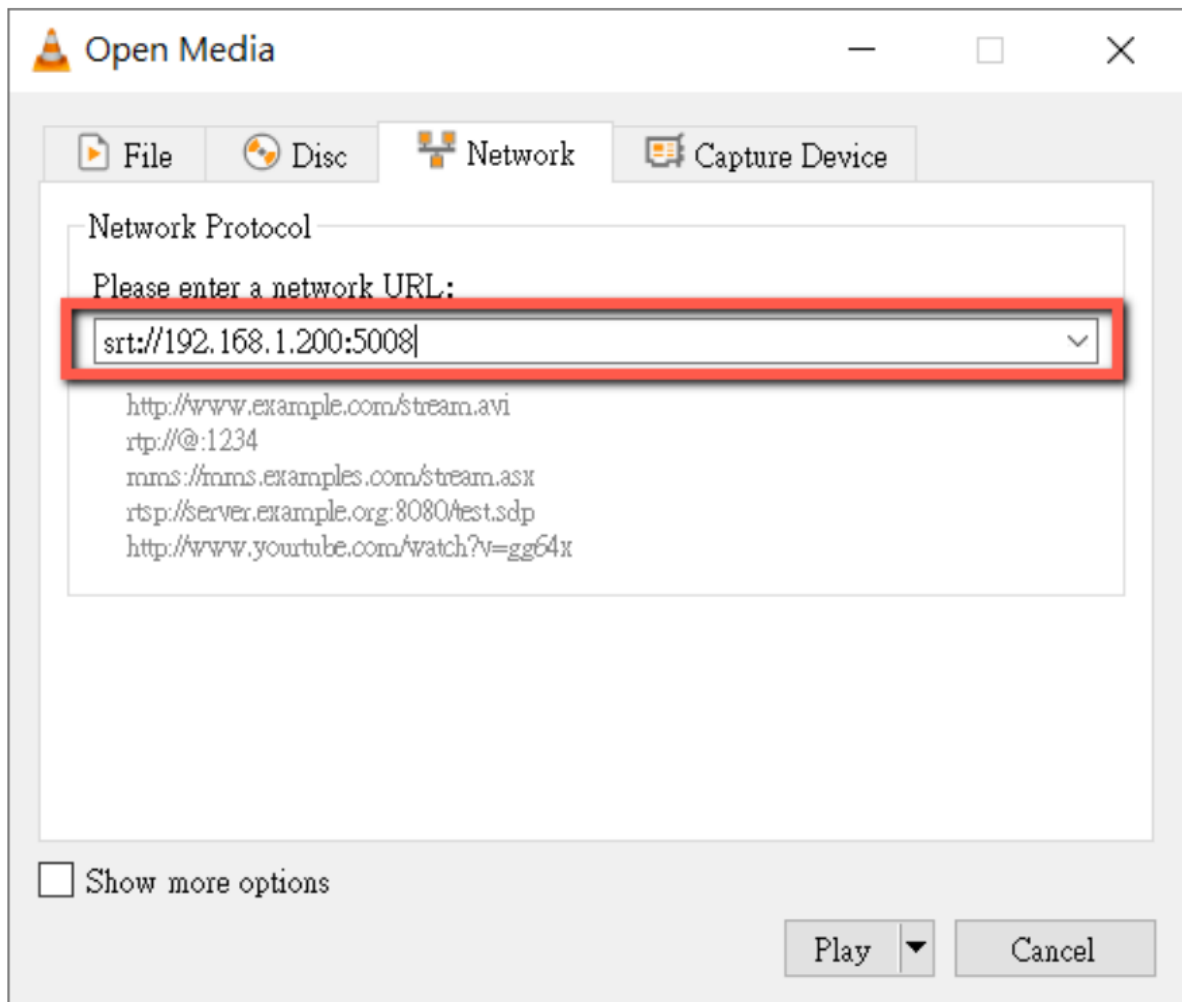 Open Media
File Disc Network Capture Device
Network Protocol
Please enter a network URL:
srt://192.168.1.200:5008
http://www.example.com/stream.avi
rtp://@:1234
mms://mms.examples.com/stream.asx
rtsp://server.example.org:8080/test.sdp
http://www.yourtube.com/watch?v=gg64x
Show more options
Play Cancel